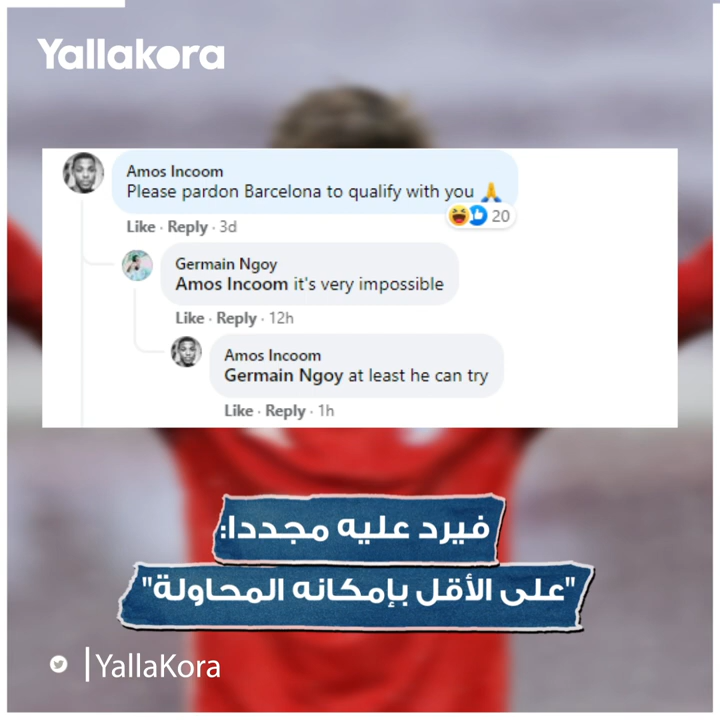 Yallakora
Amos Incoom
Please pardon Barcelona to qualify with you 🙏
20
Like · Reply · 3d
Germain Ngoy
Amos Incoom it's very impossible
Like · Reply · 12h
Amos Incoom
Germain Ngoy at least he can try
Like · Reply · 1h
فيرد عليه مجددا:
"على الأقل بإمكانه المحاولة"
|YallaKora